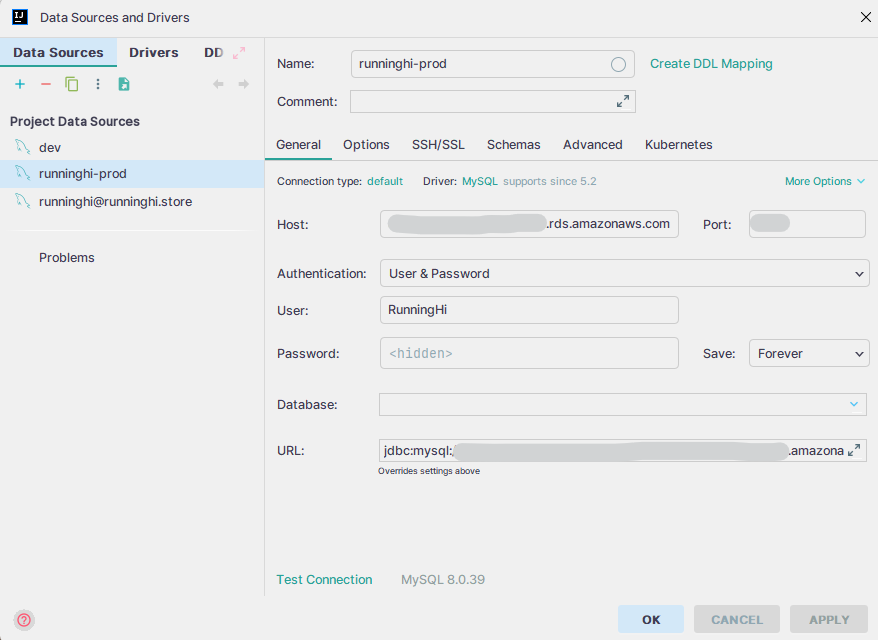 IJ
Data Sources and Drivers
Data Sources Drivers DD
Project Data Sources
dev
runninghi-prod
runninghi@runninghi.store
Problems
Name: runninghi-prod Create DDL Mapping
Comment:
General Options SSH/SSL Schemas Advanced Kubernetes
Connection type: default Driver: MySQL supports since 5.2 More Options
Host: .rds.amazonaws.com Port:
Authentication: User & Password
User: RunningHi
Password: <hidden> Save: Forever
Database:
URL: jdbc:mysql: .amazona
Overrides settings above
Test Connection MySQL 8.0.39
? OK CANCEL APPLY